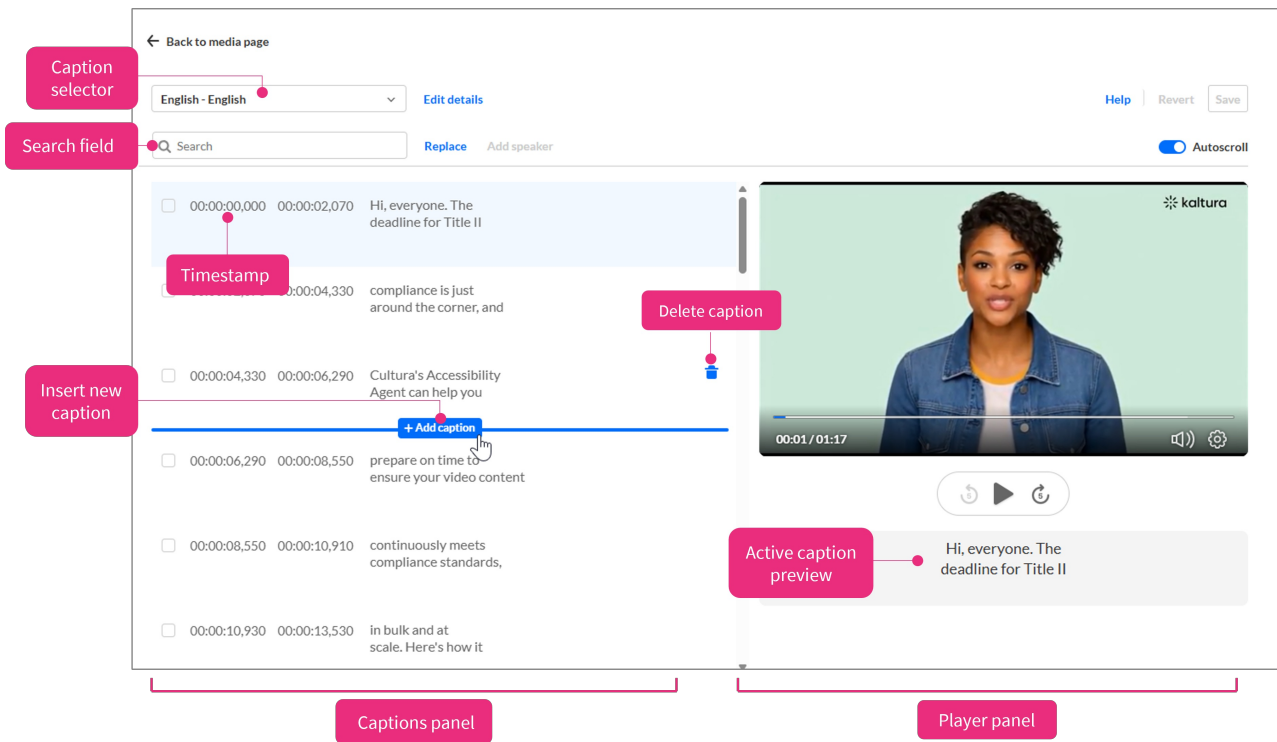 Back to media page
Caption
selector
English - English
Edit details
Help
Revert
Save
Search field
Search
Replace
Add speaker
Autoscroll
00:00:00,000 00:00:02,070 Hi, everyone. The
deadline for Title II
Timestamp
00:00:04,330 compliance is just
around the corner, and
Delete caption
00:00:04,330 00:00:06,290 Cultura's Accessibility
Agent can help you
Insert new
caption
+ Add caption
00:00:06,290 00:00:08,550 prepare on time to
ensure your video content
00:00:08,550 00:00:10,910 continuously meets
compliance standards,
00:00:10,930 00:00:13,530 in bulk and at
scale. Here's how it
kaltura
00:01 / 01:17
5
5
Active caption
preview
Hi, everyone. The
deadline for Title II
Captions panel
Player panel